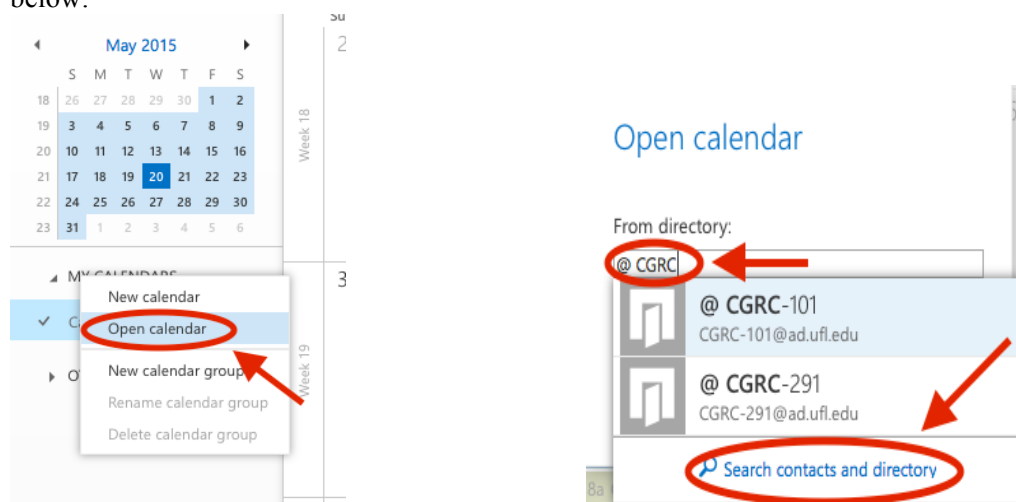 below:
Su
May 2015
2
S M T W T F S
18 26 27 28 29 30 1 2
19 3 4 5 6 7 8 9
20 10 11 12 13 14 15 16
21 17 18 19 20 21 22 23
22 24 25 26 27 28 29 30
23 31 1 2 3 4 5 6
Week 18
3
MY CALENDARS
New calendar
Open calendar
New calendar group
Rename calendar group
Delete calendar group
Week 19
Open calendar
From directory:
@ CGRC
@ CGRC-101
CGRC-101@ad.ufl.edu
@ CGRC-291
CGRC-291@ad.ufl.edu
Search contacts and directory
8a